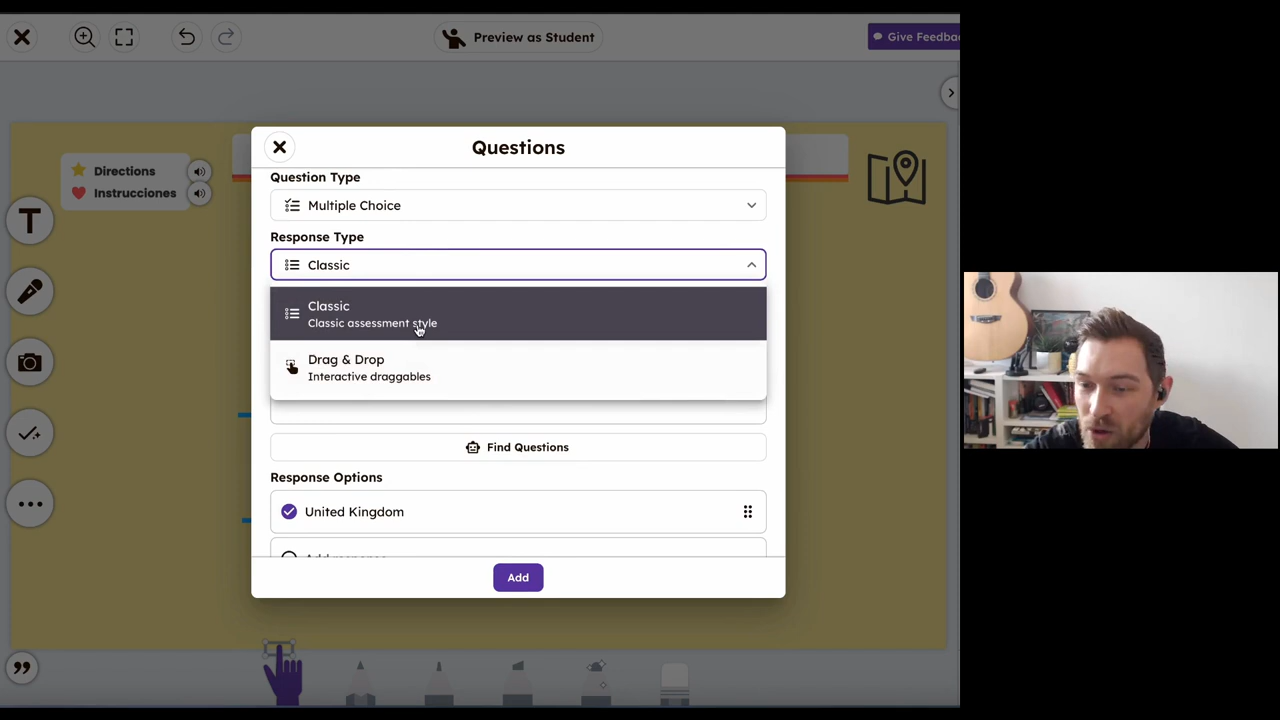 Preview as Student
Give Feedba
Directions
Instrucciones
T
Questions
Question Type
Multiple Choice
Response Type
Classic
Classic
Classic assessment style
Drag & Drop
Interactive draggables
Find Questions
Response Options
United Kingdom
Add